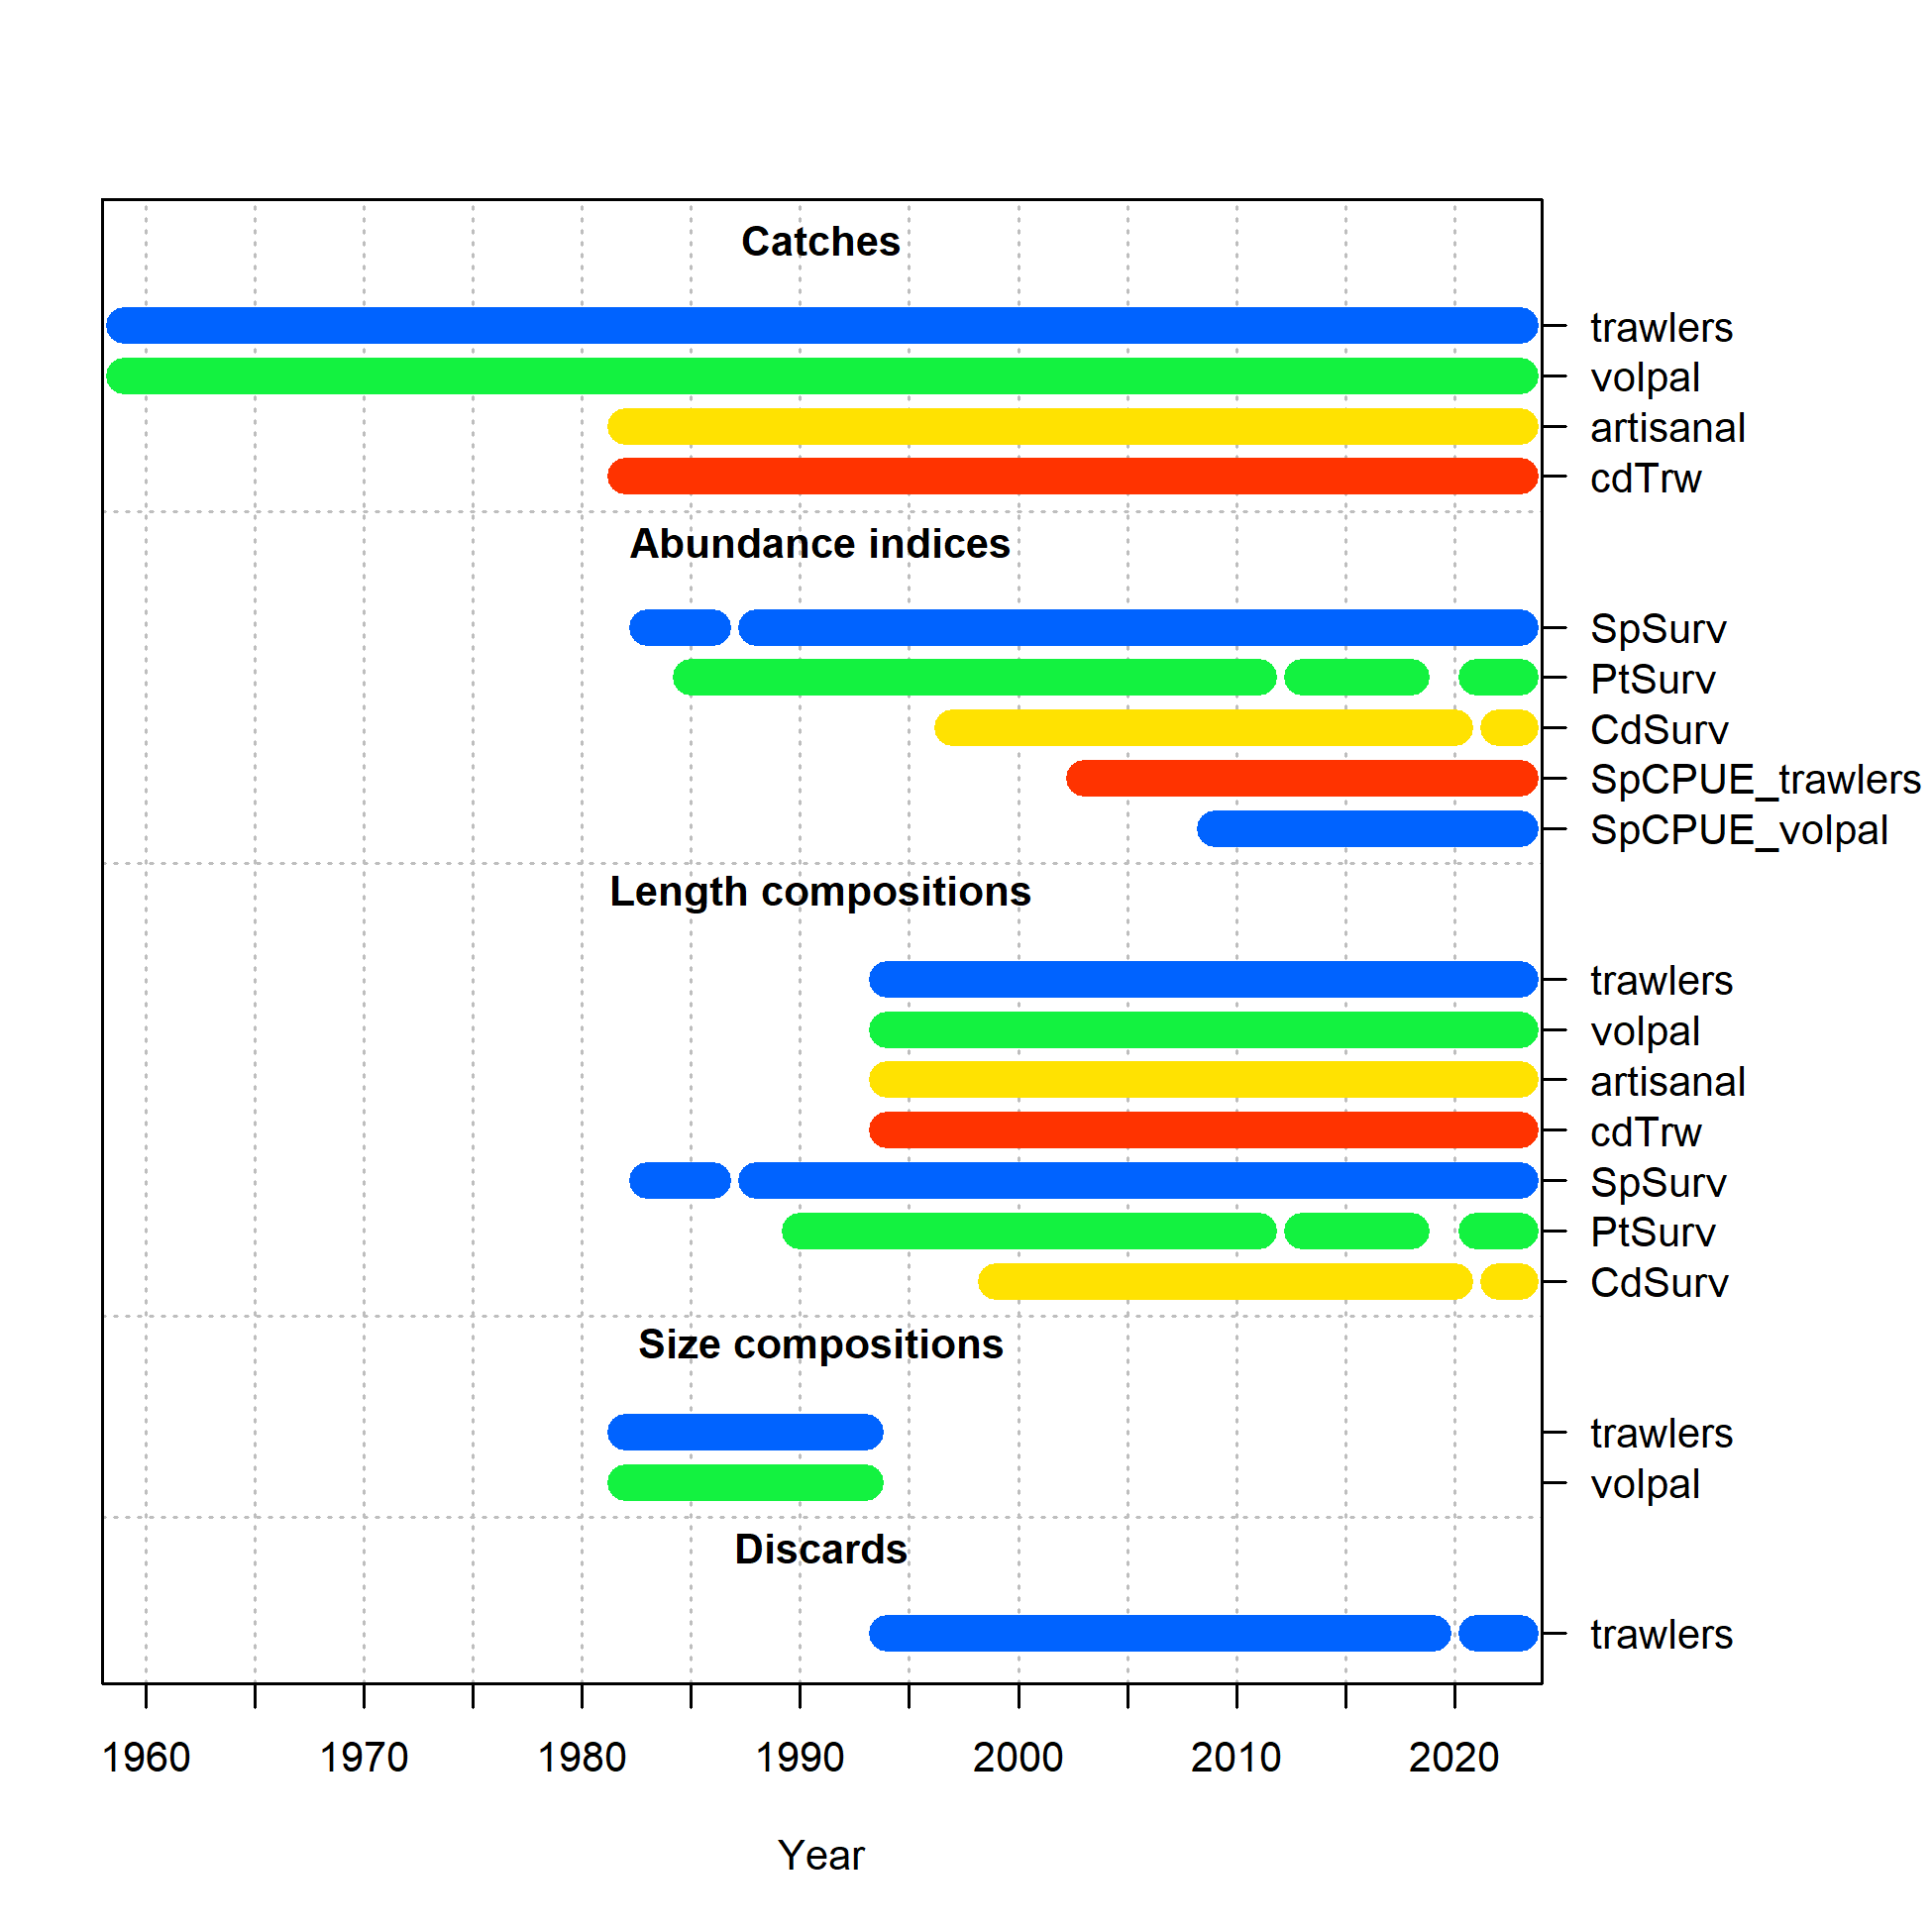 Catches
trawlers
volpal
artisanal
cdTrw
Abundance indices
SpSurv
PtSurv
CdSurv
SpCPUE_trawlers
SpCPUE_volpal
Length compositions
trawlers
volpal
artisanal
cdTrw
SpSurv
PtSurv
CdSurv
Size compositions
trawlers
volpal
Discards
trawlers
1960 1970 1980 1990 2000 2010 2020
Year